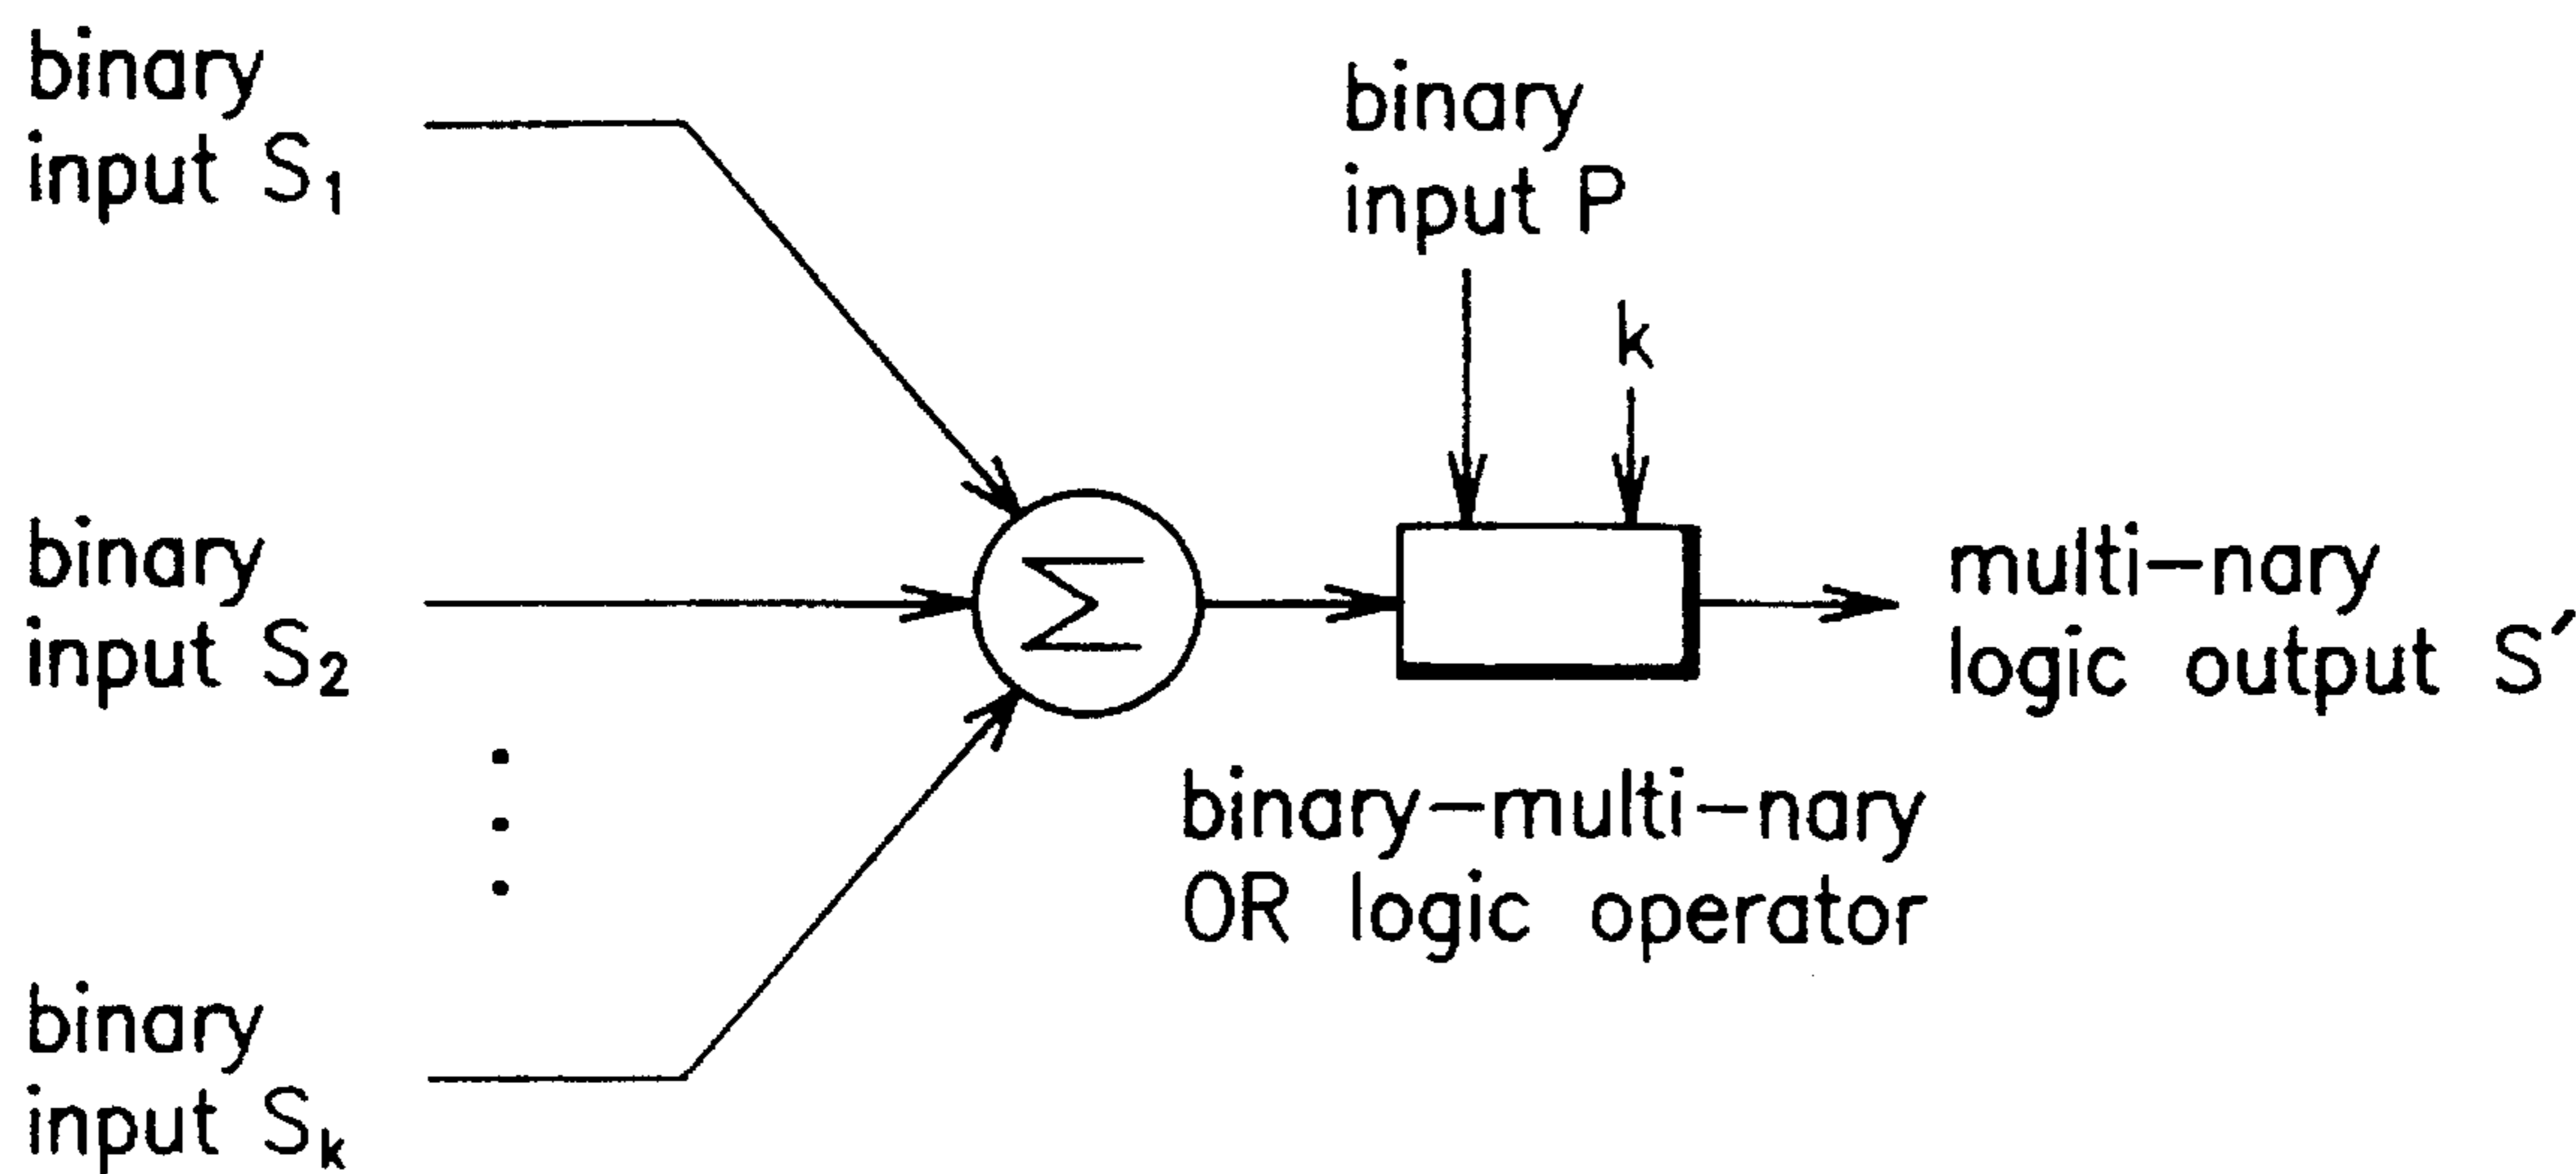 binary
input S₁
binary
input P
k
binary
input S₂
Σ
multi-nary
logic output S′
binary-multi-nary
OR logic operator
binary
input Sₖ